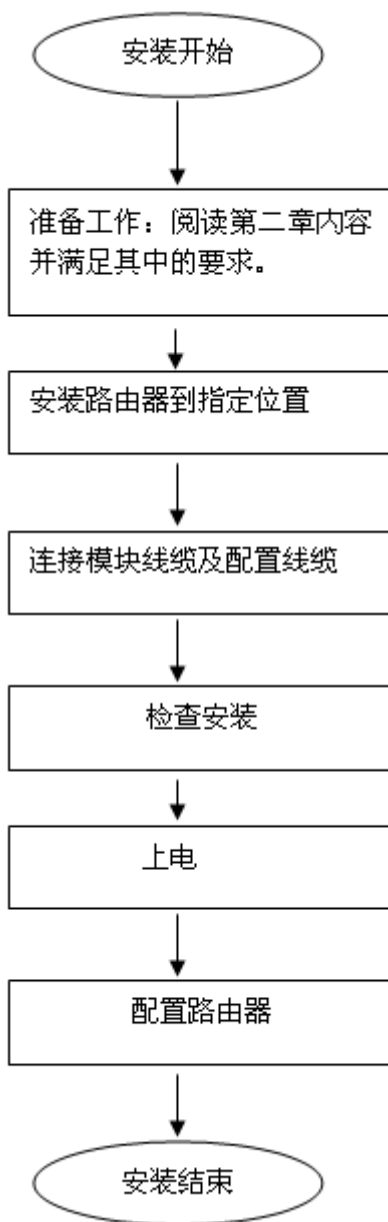 安装开始
准备工作：阅读第二章内容
并满足其中的要求。
安装路由器到指定位置
连接模块线缆及配置线缆
检查安装
上电
配置路由器
安装结束